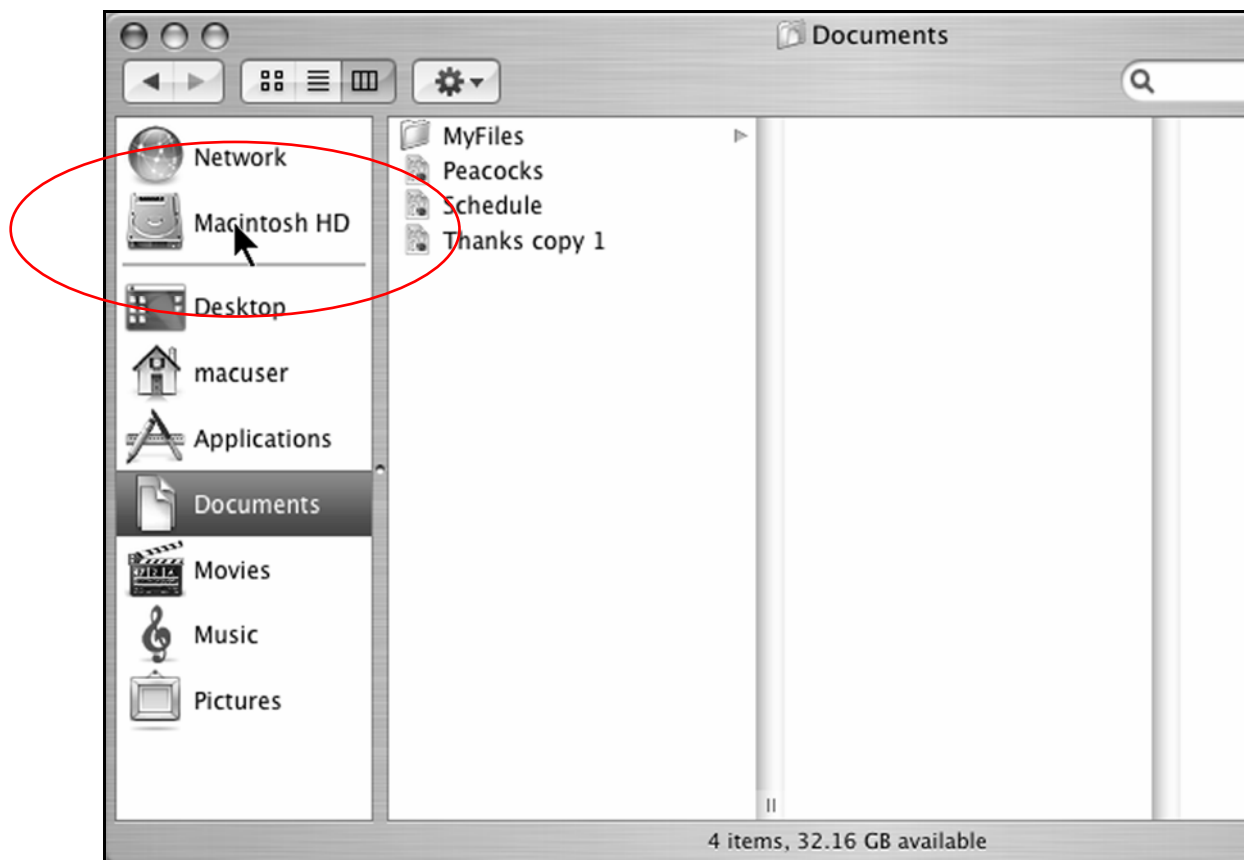 Documents
Network
Macintosh HD
Desktop
macuser
Applications
Documents
Movies
Music
Pictures
MyFiles
Peacocks
Schedule
Thanks copy 1
4 items, 32.16 GB available